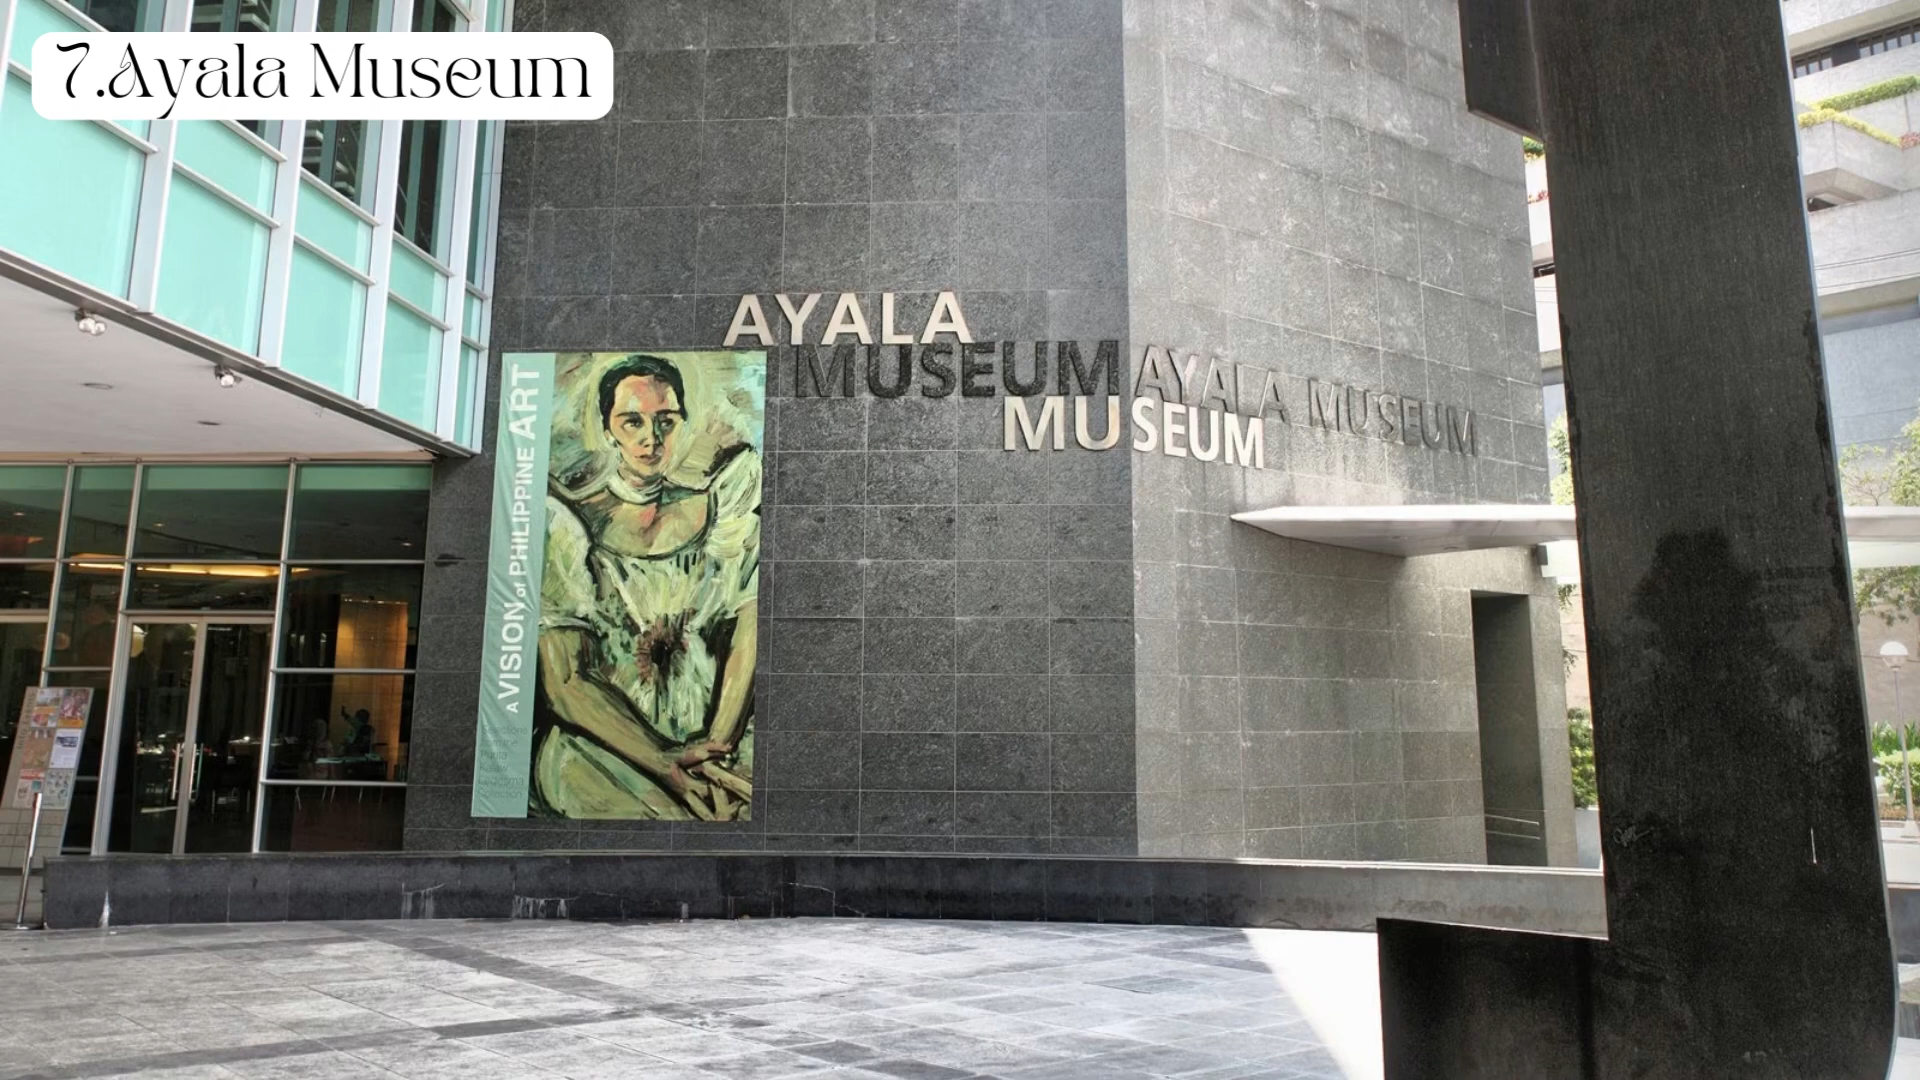 7.Ayala Museum
AYALA
MUSEUM
AYALA MUSEUM
MUSEUM
A VISION of PHILIPPINE ART